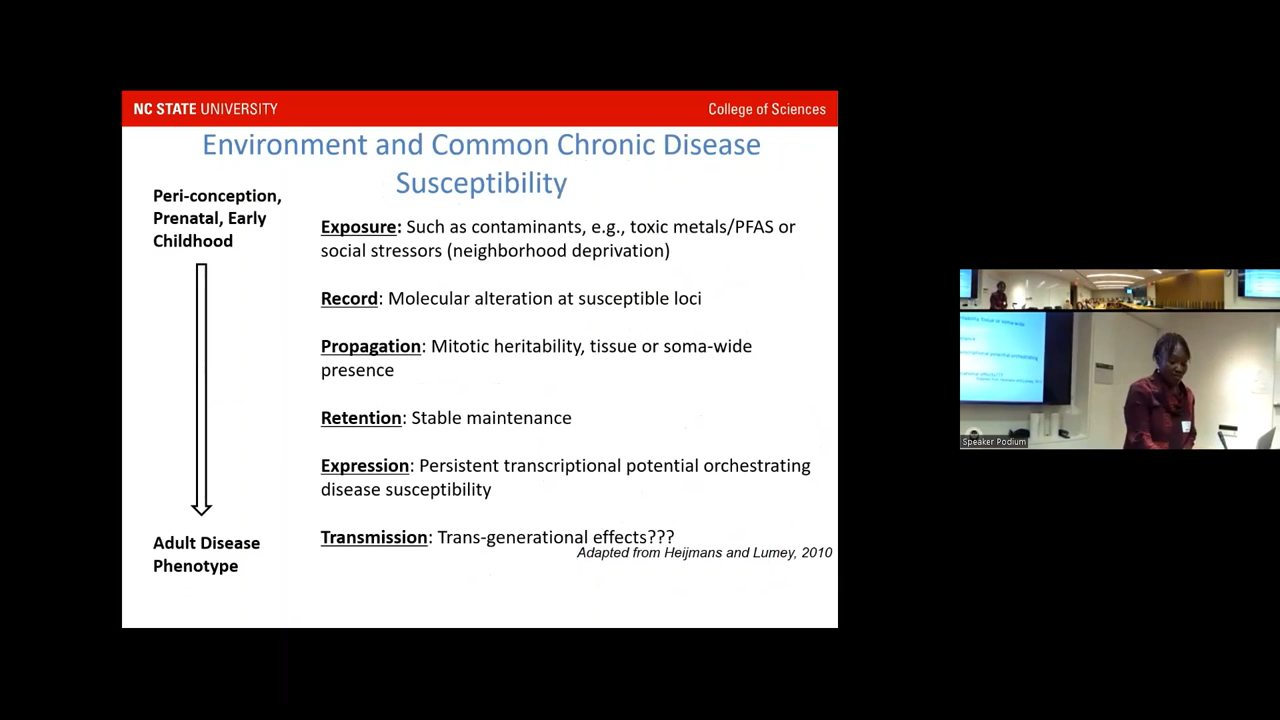 NC STATE UNIVERSITY
College of Sciences
Environment and Common Chronic Disease
Susceptibility
Peri-conception,
Prenatal, Early
Childhood
Exposure: Such as contaminants, e.g., toxic metals/PFAS or
social stressors (neighborhood deprivation)
Record: Molecular alteration at susceptible loci
Propagation: Mitotic heritability, tissue or soma-wide
presence
Retention: Stable maintenance
Expression: Persistent transcriptional potential orchestrating
disease susceptibility
Transmission: Trans-generational effects???
Adapted from Heijmans and Lumey, 2010
Adult Disease
Phenotype
Speaker Podium